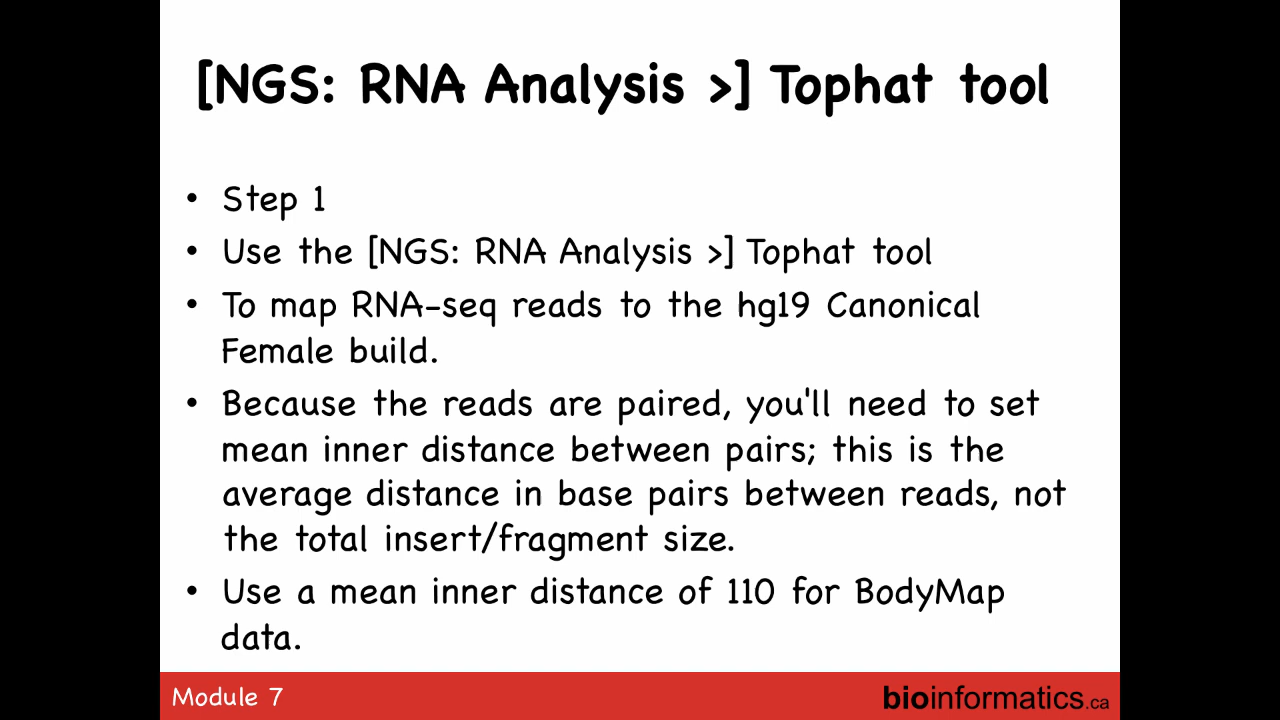 [NGS: RNA Analysis >] Tophat tool
• Step 1
• Use the [NGS: RNA Analysis >] Tophat tool
• To map RNA-seq reads to the hg19 Canonical
Female build.
• Because the reads are paired, you'll need to set
mean inner distance between pairs; this is the
average distance in base pairs between reads, not
the total insert/fragment size.
• Use a mean inner distance of 110 for BodyMap
data.
Module 7
bioinformatics.ca